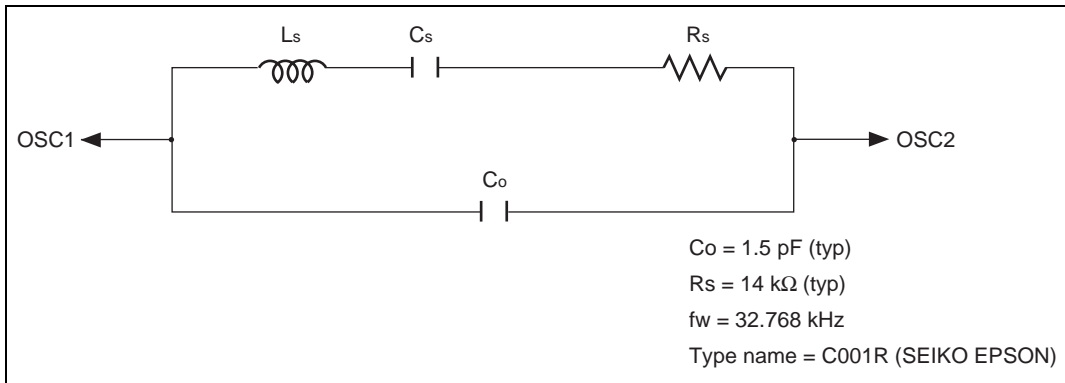 Ls Cs Rs
OSC1 OSC2
Co
Co = 1.5 pF (typ)
Rs = 14 kΩ (typ)
fw = 32.768 kHz
Type name = C001R (SEIKO EPSON)